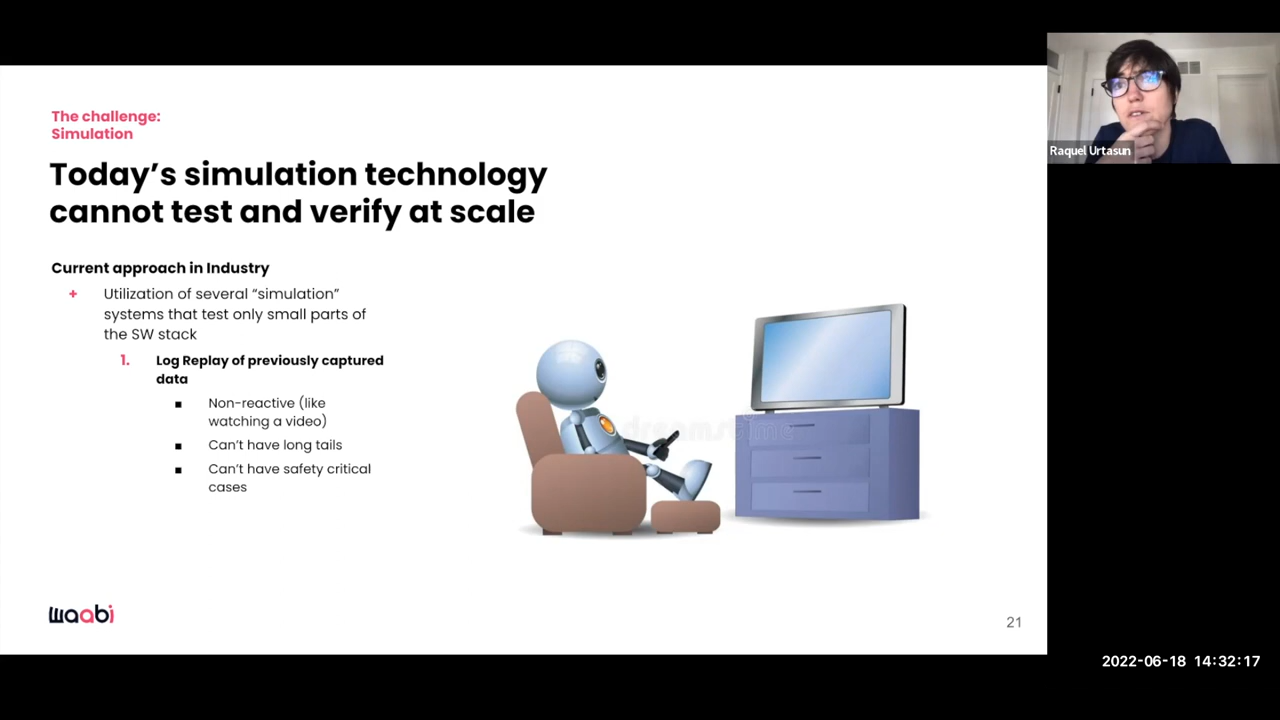 The challenge:
Simulation
Today’s simulation technology
cannot test and verify at scale
Current approach in Industry
+ Utilization of several “simulation”
systems that test only small parts of
the SW stack
1. Log Replay of previously captured
data
■ Non-reactive (like
watching a video)
■ Can’t have long tails
■ Can’t have safety critical
cases
dreamstime
waabi
21
Raquel Urtasun
2022-06-18 14:32:17